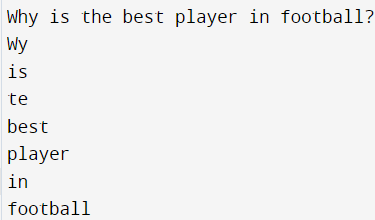 Why is the best player in football?
Wy
is
te
best
player
in
football